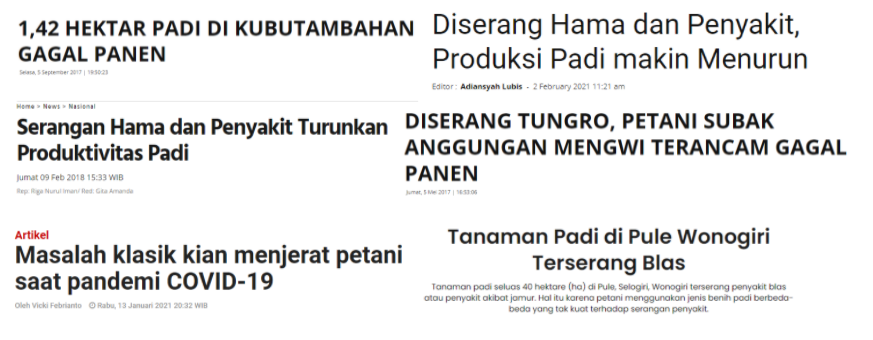 1,42 HEKTAR PADI DI KUBUTAMBAHAN
GAGAL PANEN
Selasa, 5 September 2017 | 19:50:23
Diserang Hama dan Penyakit,
Produksi Padi makin Menurun
Editor : Adiansyah Lubis - 2 February 2021 11:21 am
Home > News > Nasional
Serangan Hama dan Penyakit Turunkan
Produktivitas Padi
Jumat 09 Feb 2018 15:33 WIB
Rep: Riga Nurul Iman/ Red: Gita Amanda
DISERANG TUNGRO, PETANI SUBAK
ANGGUNGAN MENGWI TERANCAM GAGAL
PANEN
Jumat, 5 Mei 2017 | 16:53:06
Artikel
Masalah klasik kian menjerat petani
saat pandemi COVID-19
Oleh Vicki Febrianto Rabu, 13 Januari 2021 20:32 WIB
Tanaman Padi di Pule Wonogiri
Terserang Blas
Tanaman padi seluas 40 hektare (ha) di Pule, Selogiri, Wonogiri terserang penyakit blas
atau penyakit akibat jamur. Hal itu karena petani menggunakan jenis benih padi berbeda-
beda yang tak kuat terhadap serangan penyakit.